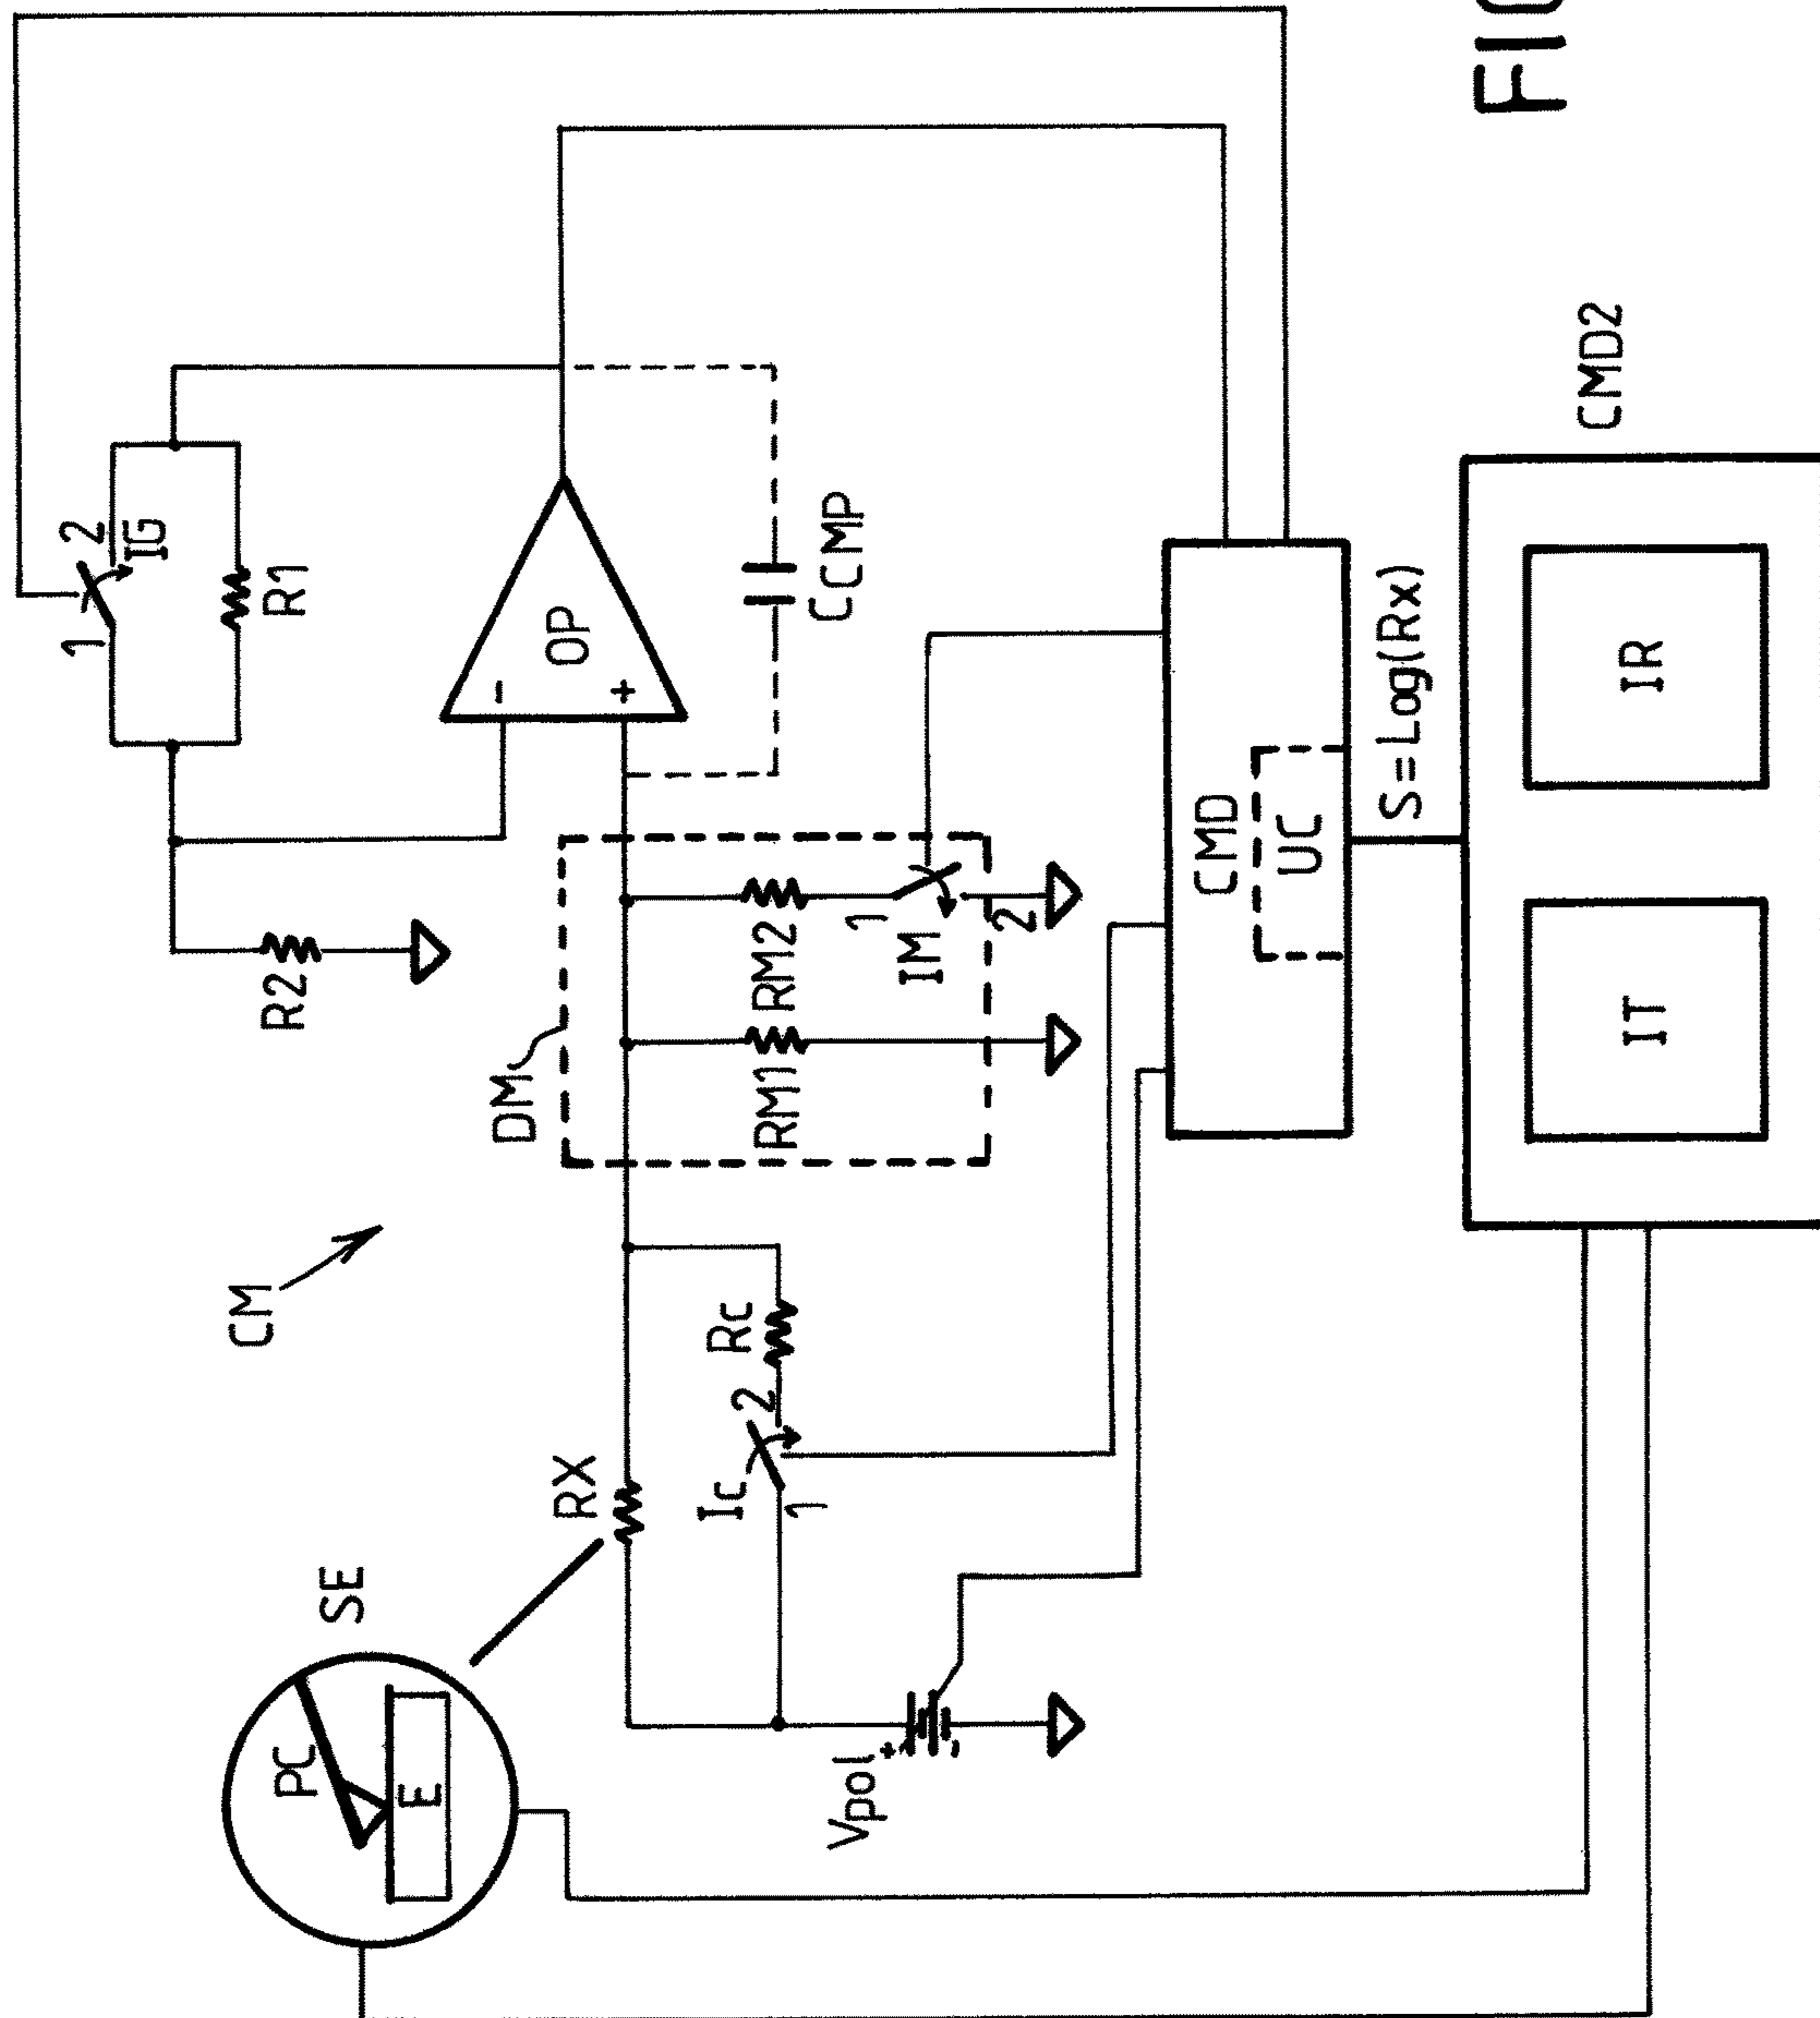 FIG
CM
SE
PC
E
RX
Ic
1
2
Rc
Vpol
+
-
DM
RM1
RM2
IM
1
2
R2
1
2
IG
R1
OP
-
+
CCMP
CMD
UC
S=Log(Rx)
CMD2
IT
IR